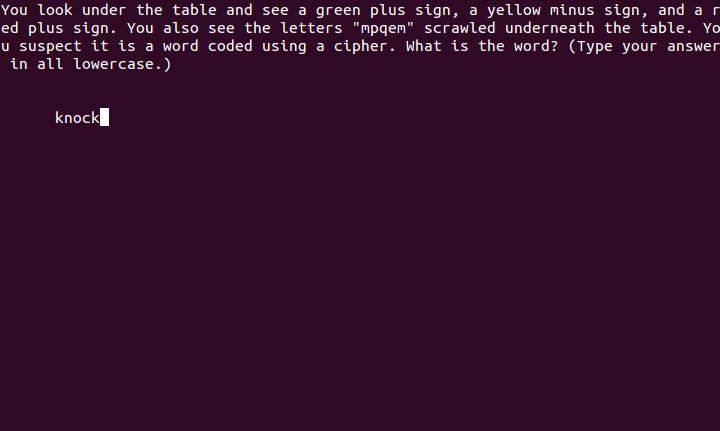 You look under the table and see a green plus sign, a yellow minus sign, and a r
ed plus sign. You also see the letters "mpqem" scrawled underneath the table. Yo
u suspect it is a word coded using a cipher. What is the word? (Type your answer
in all lowercase.)
knock